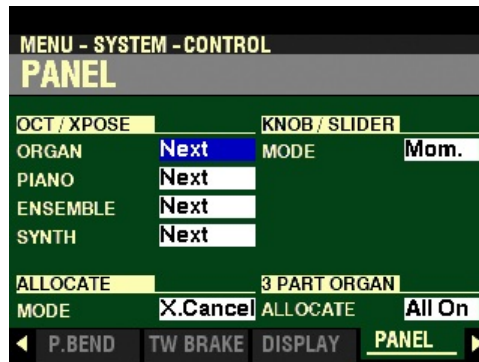 MENU - SYSTEM - CONTROL
PANEL
OCT / XPOSE
ORGAN Next
PIANO Next
ENSEMBLE Next
SYNTH Next
KNOB / SLIDER
MODE Mom.
ALLOCATE
MODE X.Cancel
3 PART ORGAN
ALLOCATE All On
P.BEND TW BRAKE DISPLAY PANEL